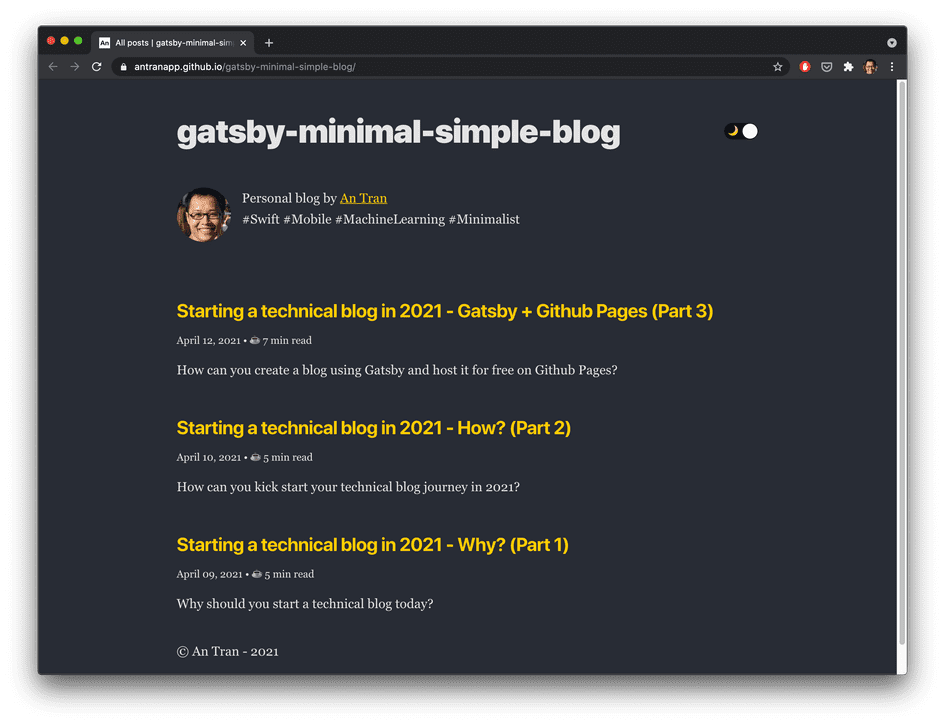 An All posts | gatsby-minimal-sim
antranapp.github.io/gatsby-minimal-simple-blog/
gatsby-minimal-simple-blog
Personal blog by An Tran
#Swift #Mobile #MachineLearning #Minimalist
Starting a technical blog in 2021 - Gatsby + Github Pages (Part 3)
April 12, 2021 • ☕ 7 min read
How can you create a blog using Gatsby and host it for free on Github Pages?
Starting a technical blog in 2021 - How? (Part 2)
April 10, 2021 • ☕ 5 min read
How can you kick start your technical blog journey in 2021?
Starting a technical blog in 2021 - Why? (Part 1)
April 09, 2021 • ☕ 5 min read
Why should you start a technical blog today?
© An Tran - 2021